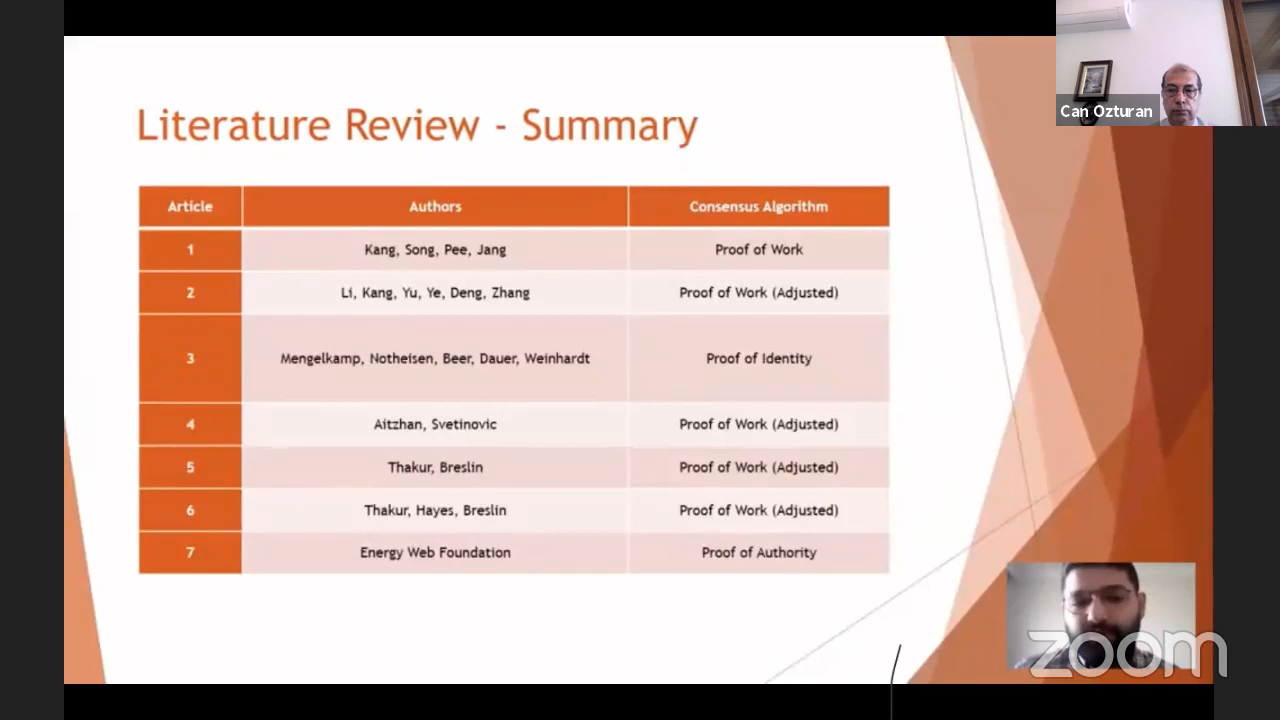 Can Ozturan
Literature Review - Summary
Article Authors Consensus Algorithm
1 Kang, Song, Pee, Jang Proof of Work
2 Li, Kang, Yu, Ye, Deng, Zhang Proof of Work (Adjusted)
3 Mengelkamp, Notheisen, Beer, Dauer, Weinhardt Proof of Identity
4 Aitzhan, Svetinovic Proof of Work (Adjusted)
5 Thakur, Breslin Proof of Work (Adjusted)
6 Thakur, Hayes, Breslin Proof of Work (Adjusted)
7 Energy Web Foundation Proof of Authority
zoom